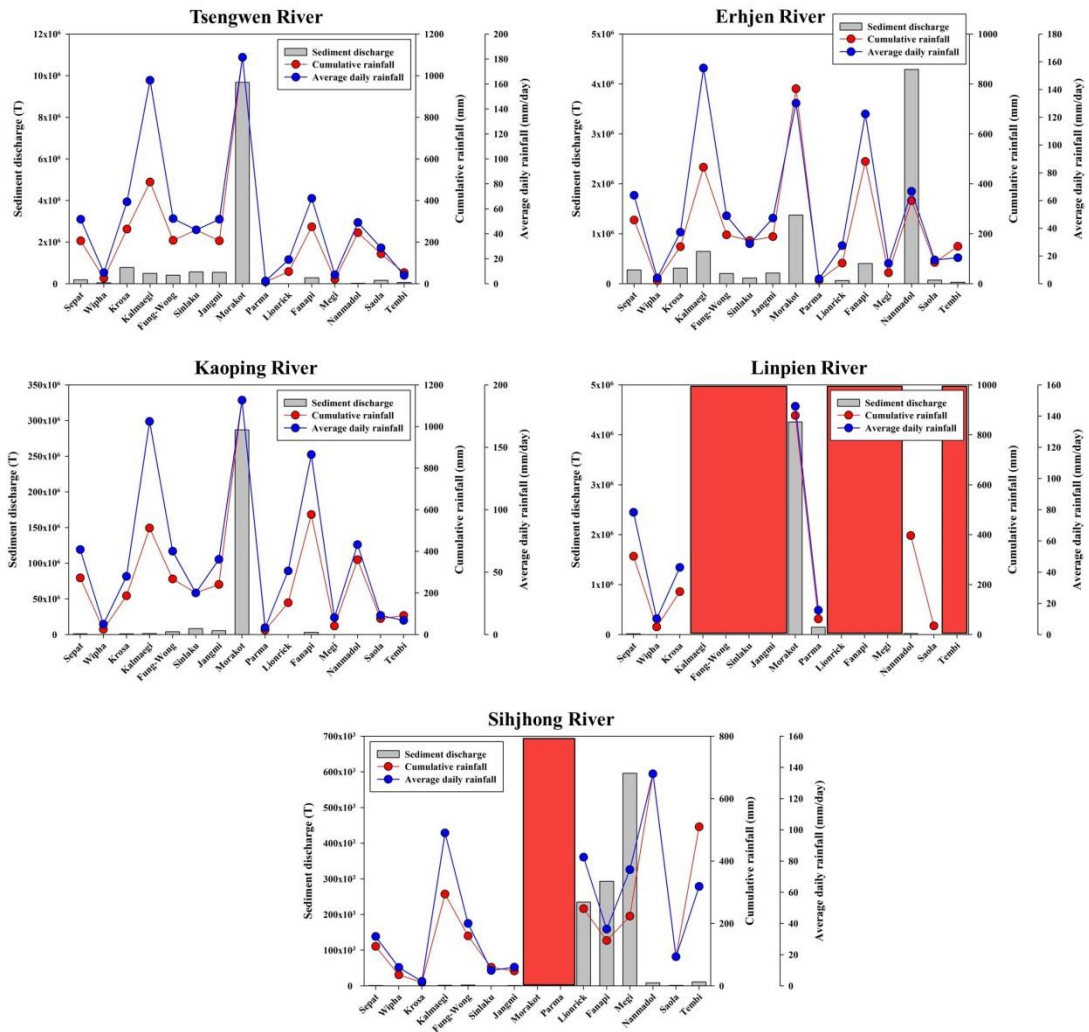 Tsengwen River
Sediment discharge
Cumulative rainfall
Average daily rainfall
Sediment discharge (T)
12x10⁶
10x10⁶
8x10⁶
6x10⁶
4x10⁶
2x10⁶
0
Cumulative rainfall (mm)
1200
1000
800
600
400
200
0
Average daily rainfall (mm/day)
200
180
160
140
120
100
80
60
40
20
0
Sepat
Wipha
Krosa
Kalmaegi
Fung-Wong
Sinlaku
Jangmi
Morakot
Parma
Lionrick
Fanapi
Megi
Nanmadol
Saola
Tembi
Erhjen River
Sediment discharge
Cumulative rainfall
Average daily rainfall
Sediment discharge (T)
5x10⁶
4x10⁶
3x10⁶
2x10⁶
1x10⁶
0
Cumulative rainfall (mm)
1000
800
600
400
200
0
Average daily rainfall (mm/day)
180
160
140
120
100
80
60
40
20
0
Sepat
Wipha
Krosa
Kalmaegi
Fung-Wong
Sinlaku
Jangmi
Morakot
Parma
Lionrick
Fanapi
Megi
Nanmadol
Saola
Tembi
Kaoping River
Sediment discharge
Cumulative rainfall
Average daily rainfall
Sediment discharge (T)
350x10⁶
300x10⁶
250x10⁶
200x10⁶
150x10⁶
100x10⁶
50x10⁶
0
Cumulative rainfall (mm)
1200
1000
800
600
400
200
0
Average daily rainfall (mm/day)
200
150
100
50
0
Sepat
Wipha
Krosa
Kalmaegi
Fung-Wong
Sinlaku
Jangmi
Morakot
Parma
Lionrick
Fanapi
Megi
Nanmadol
Saola
Tembi
Linpien River
Sediment discharge
Cumulative rainfall
Average daily rainfall
Sediment discharge (T)
5x10⁶
4x10⁶
3x10⁶
2x10⁶
1x10⁶
0
Cumulative rainfall (mm)
1000
800
600
400
200
0
Average daily rainfall (mm/day)
160
140
120
100
80
60
40
20
0
Sepat
Wipha
Krosa
Kalmaegi
Fung-Wong
Sinlaku
Jangmi
Morakot
Parma
Lionrick
Fanapi
Megi
Nanmadol
Saola
Tembi
Sihjhong River
Sediment discharge
Cumulative rainfall
Average daily rainfall
Sediment discharge (T)
700x10³
600x10³
500x10³
400x10³
300x10³
200x10³
100x10³
0
Cumulative rainfall (mm)
800
600
400
200
0
Average daily rainfall (mm/day)
160
140
120
100
80
60
40
20
0
Sepat
Wipha
Krosa
Kalmaegi
Fung-Wong
Sinlaku
Jangmi
Morakot
Parma
Lionrick
Fanapi
Megi
Nanmadol
Saola
Tembi